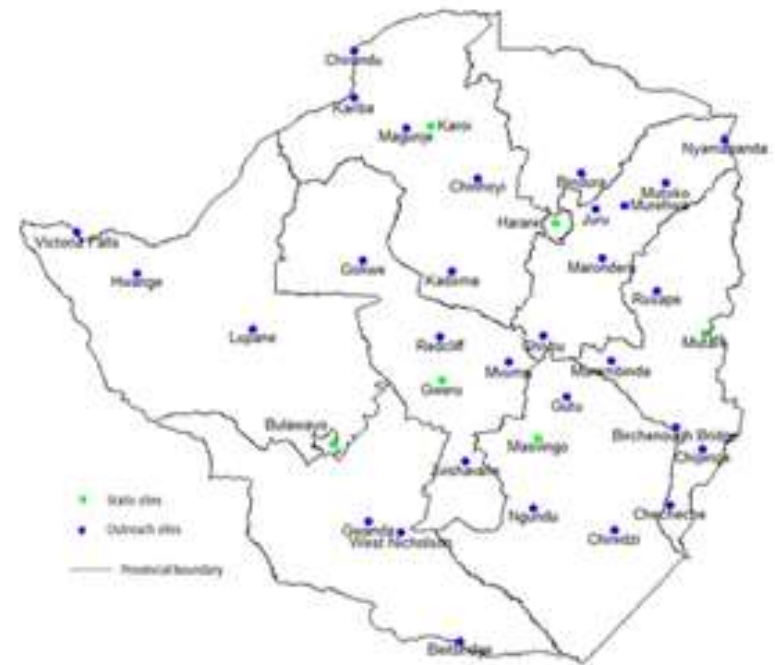 Chirundu
Kariba
Magunje
Karoi
Nyamapanda
Chinhoyi
Bindura
Mutoko
Murehwa
Juru
Harare
Victoria Falls
Hwange
Gokwe
Kadoma
Marondera
Rusape
Lupane
Redcliff
Mvuma
Chivhu
Murambinda
Mutare
Gweru
Gutu
Bulawayo
Masvingo
Birchenough Bridge
Chipinge
Zvishavane
Static sites
Ngundu
Checheche
Outreach sites
Gwanda
West Nicholson
Chiredzi
Provincial boundary
Beitbridge